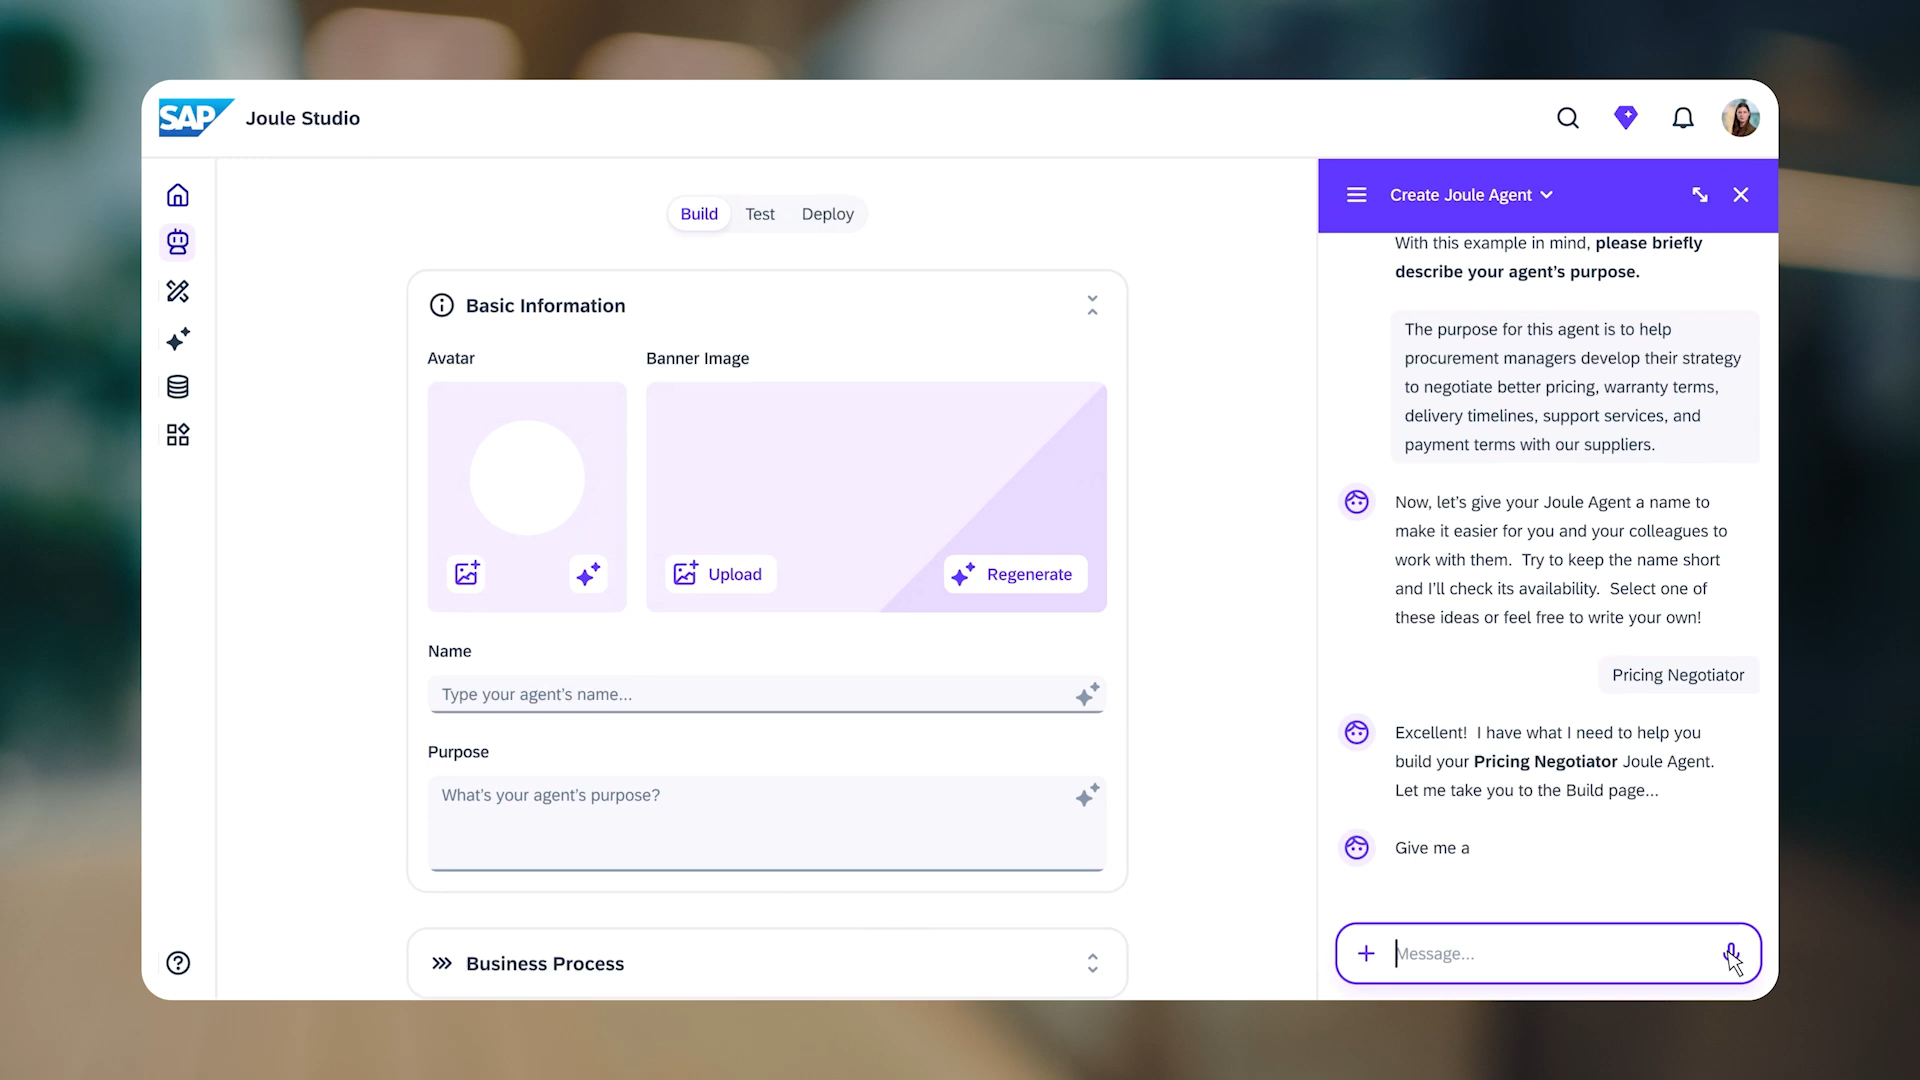 SAP
Joule Studio
Build
Test
Deploy
Basic Information
Avatar
Banner Image
Upload
Regenerate
Name
Type your agent’s name...
Purpose
What’s your agent’s purpose?
Business Process
Create Joule Agent
With this example in mind, please briefly
describe your agent’s purpose.
The purpose for this agent is to help
procurement managers develop their strategy
to negotiate better pricing, warranty terms,
delivery timelines, support services, and
payment terms with our suppliers.
Now, let’s give your Joule Agent a name to
make it easier for you and your colleagues to
work with them.  Try to keep the name short
and I’ll check its availability.  Select one of
these ideas or feel free to write your own!
Pricing Negotiator
Excellent!  I have what I need to help you
build your Pricing Negotiator Joule Agent.
Let me take you to the Build page...
Give me a
Message...